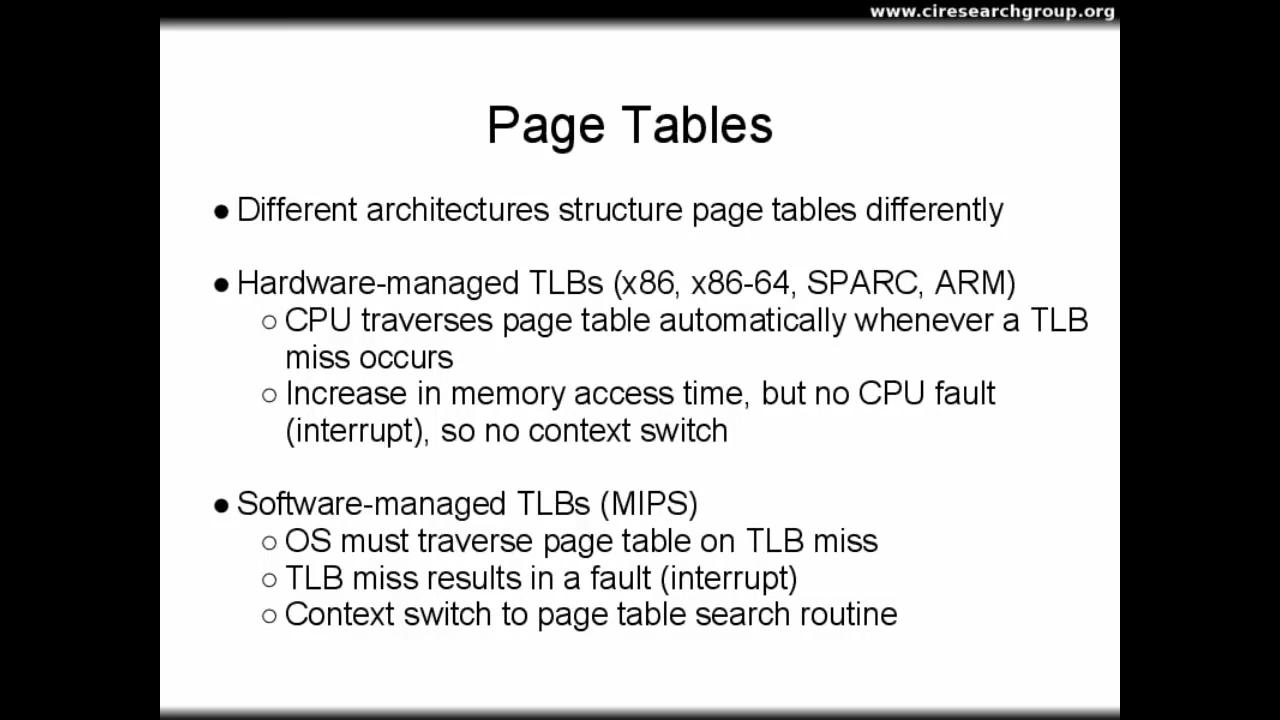 www.ciresearchgroup.org
Page Tables
● Different architectures structure page tables differently
● Hardware-managed TLBs (x86, x86-64, SPARC, ARM)
○ CPU traverses page table automatically whenever a TLB
miss occurs
○ Increase in memory access time, but no CPU fault
(interrupt), so no context switch
● Software-managed TLBs (MIPS)
○ OS must traverse page table on TLB miss
○ TLB miss results in a fault (interrupt)
○ Context switch to page table search routine